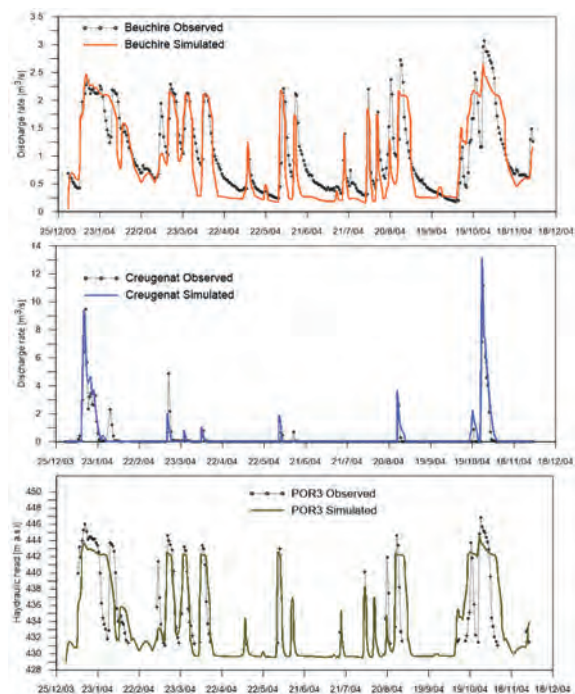 3.5
Beuchire Observed
3
Beuchire Simulated
2.5
2
1.5
1
0.5
0
Discharge rate [m³/s]
25/12/03 23/1/04 22/2/04 23/3/04 22/4/04 22/5/04 21/6/04 21/7/04 20/8/04 19/9/04 19/10/04 18/11/04 18/12/04
14
Creugenat Observed
12
Creugenat Simulated
10
8
6
4
2
0
Discharge rate [m³/s]
25/12/03 23/1/04 22/2/04 23/3/04 22/4/04 22/5/04 21/6/04 21/7/04 20/8/04 19/9/04 19/10/04 18/11/04 18/12/04
450
POR3 Observed
448
POR3 Simulated
446
444
442
440
438
436
434
432
430
428
Haydraulic head [m a.s.l]
25/12/03 23/1/04 22/2/04 23/3/04 22/4/04 22/5/04 21/6/04 21/7/04 20/8/04 19/9/04 19/10/04 18/1/04 18/12/04